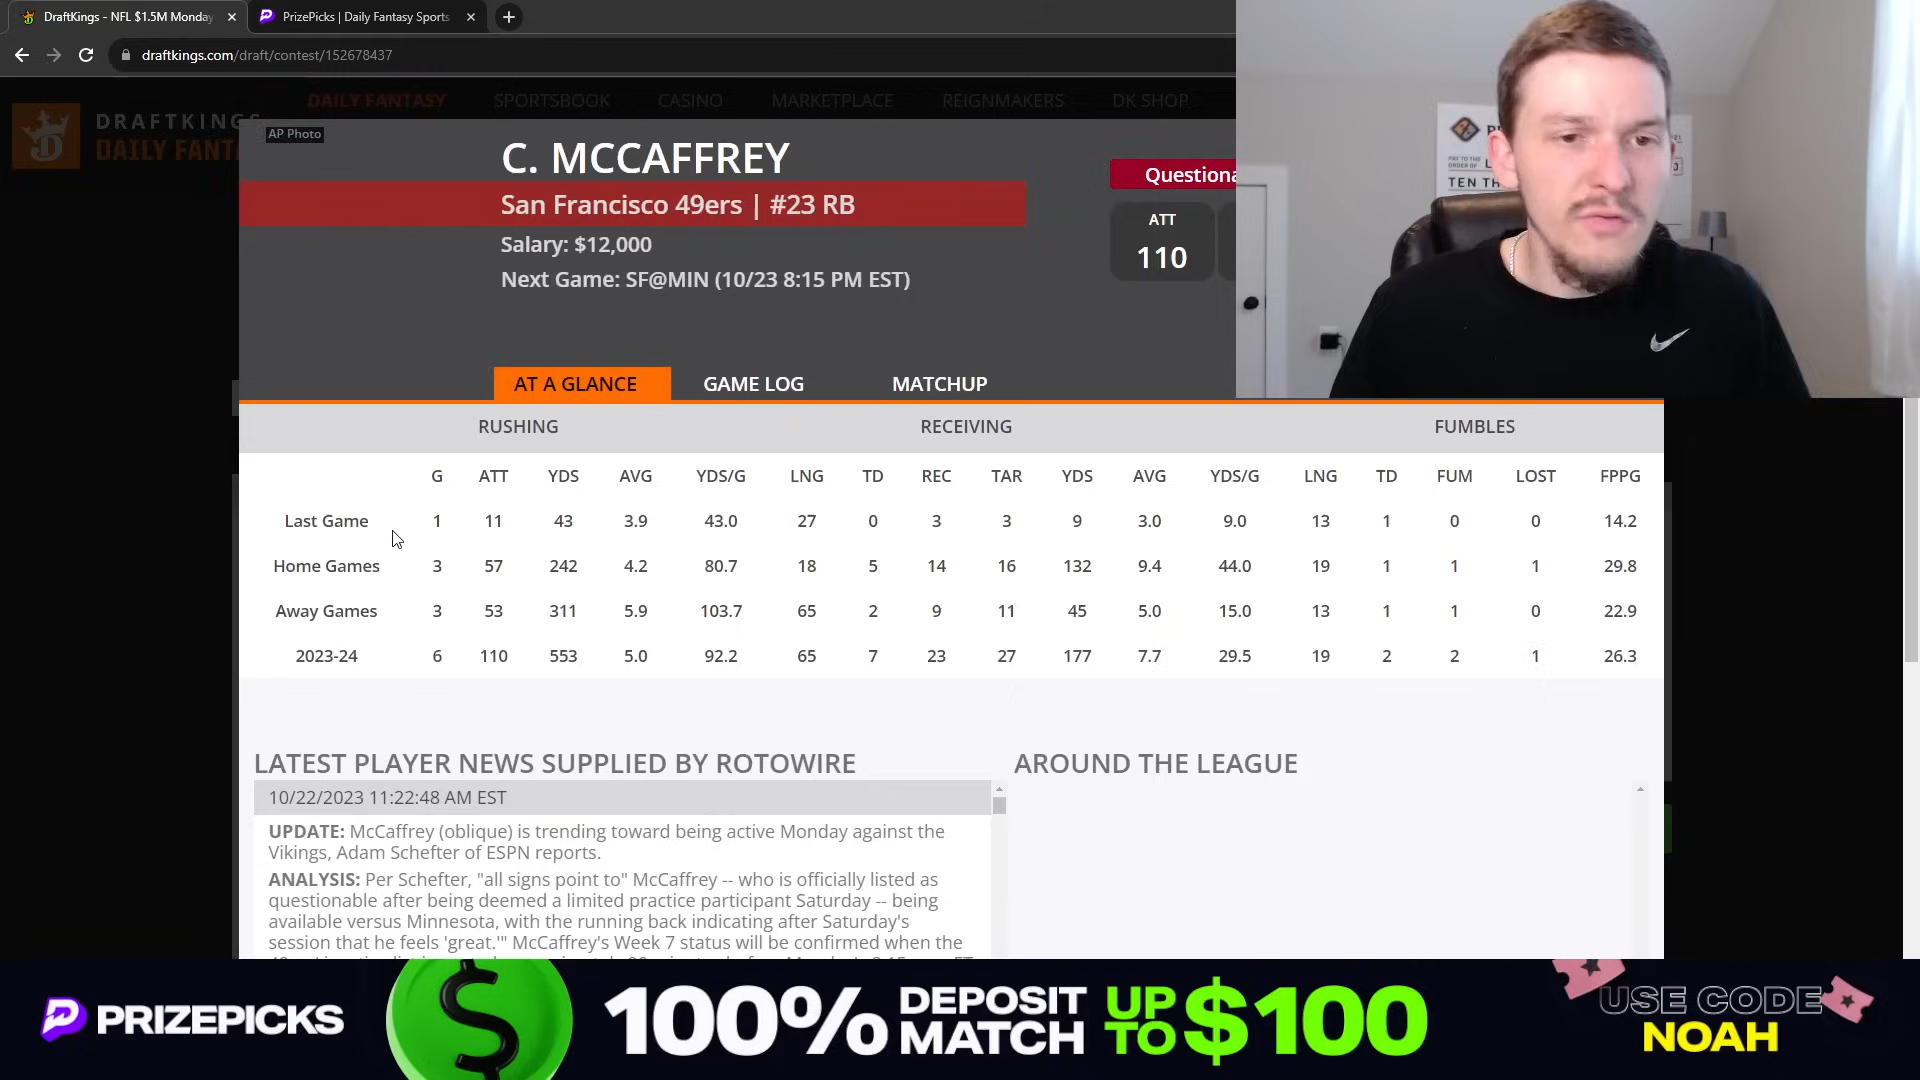 DraftKings - NFL $1.5M Monday
PrizePicks | Daily Fantasy Sports
draftkings.com/draft/contest/152678437
DAILY FANTASY SPORTSBOOK CASINO MARKETPLACE REIGNMAKERS DK SHOP
DRAFTKINGS
DAILY FANTA
AP Photo
C. MCCAFFREY
San Francisco 49ers | #23 RB
Salary: $12,000
Next Game: SF@MIN (10/23 8:15 PM EST)
Questiona
ATT
110
AT A GLANCE GAME LOG MATCHUP
RUSHING RECEIVING FUMBLES
G ATT YDS AVG YDS/G LNG TD REC TAR YDS AVG YDS/G LNG TD FUM LOST FPPG
Last Game 1 11 43 3.9 43.0 27 0 3 3 9 3.0 9.0 13 1 0 0 14.2
Home Games 3 57 242 4.2 80.7 18 5 14 16 132 9.4 44.0 19 1 1 1 29.8
Away Games 3 53 311 5.9 103.7 65 2 9 11 45 5.0 15.0 13 1 1 0 22.9
2023-24 6 110 553 5.0 92.2 65 7 23 27 177 7.7 29.5 19 2 2 1 26.3
LATEST PLAYER NEWS SUPPLIED BY ROTOWIRE
10/22/2023 11:22:48 AM EST
UPDATE: McCaffrey (oblique) is trending toward being active Monday against the
Vikings, Adam Schefter of ESPN reports.
ANALYSIS: Per Schefter, "all signs point to" McCaffrey -- who is officially listed as
questionable after being deemed a limited practice participant Saturday -- being
available versus Minnesota, with the running back indicating after Saturday's
session that he feels 'great.'" McCaffrey's Week 7 status will be confirmed when the
AROUND THE LEAGUE
PRIZEPICKS
100% DEPOSIT MATCH UP TO $100
USE CODE
NOAH